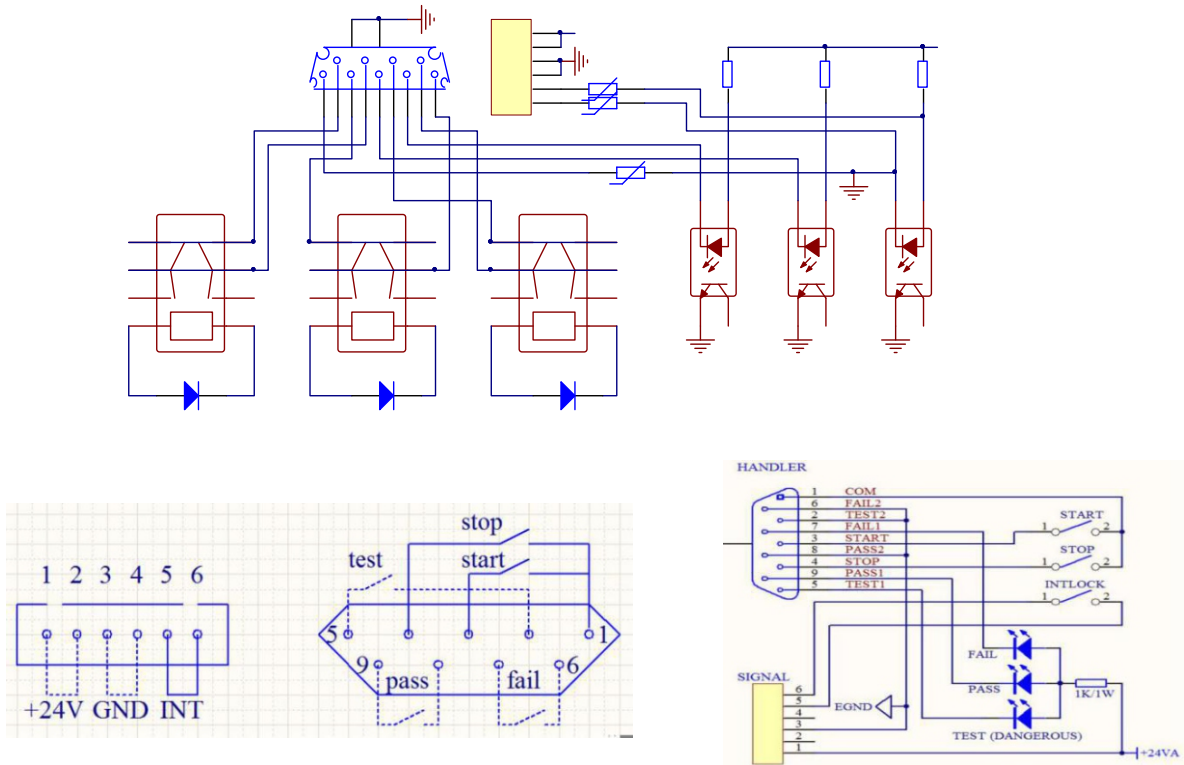 HANDLER
1 COM
6 FAIL2
2 TEST2
7 FAIL1
3 START
8 PASS2
4 STOP
9 PASS1
5 TEST1
START
1 2
STOP
1 2
INTLOCK
1 2
stop
test
start
1 2 3 4 5 6
5
1
9
6
pass
fail
+24V GND INT
FAIL
PASS
TEST (DANGEROUS)
1K/1W
SIGNAL
6
5
4
3
2
1
EGND
+24VA